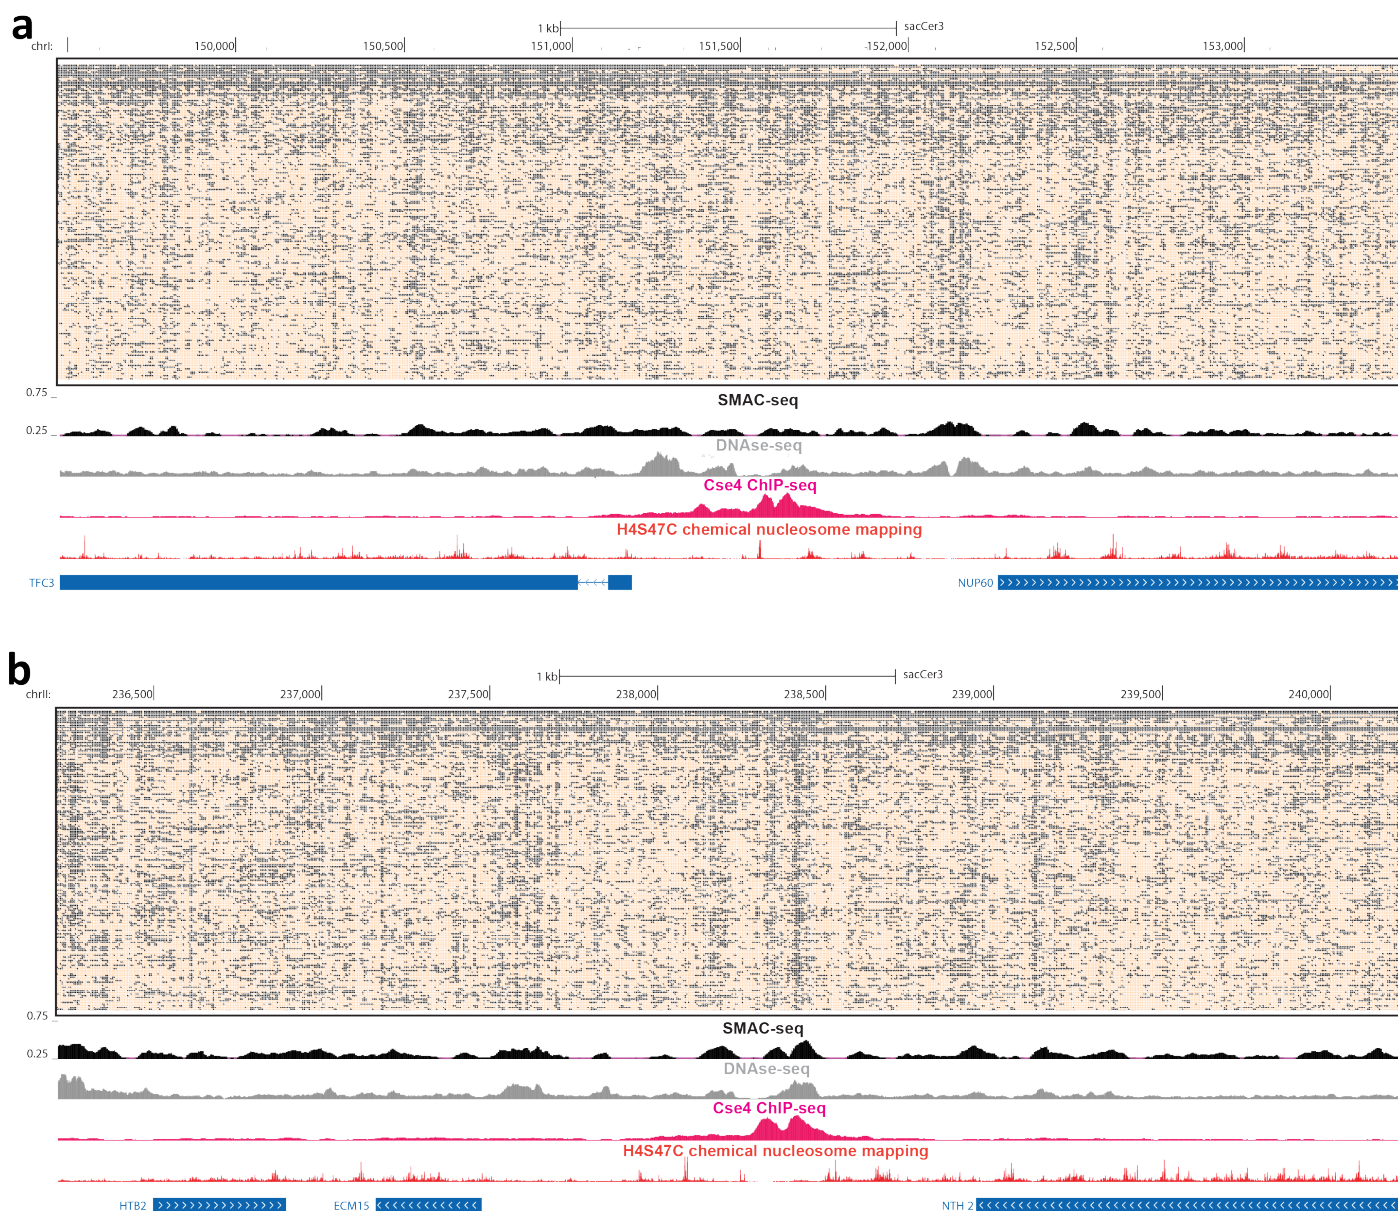 a
1 kb sacCer3
chrI: 150,000 150,500 151,000 151,500 152,000 152,500 153,000
0.75
SMAC-seq
0.25
DNAse-seq
Cse4 ChIP-seq
H4S47C chemical nucleosome mapping
TFC3 NUP60
b
1 kb sacCer3
chrII: 236,500 237,000 237,500 238,000 238,500 239,000 239,500 240,000
0.75
SMAC-seq
0.25
DNAse-seq
Cse4 ChIP-seq
H4S47C chemical nucleosome mapping
HTB2 ECM15 NTH 2